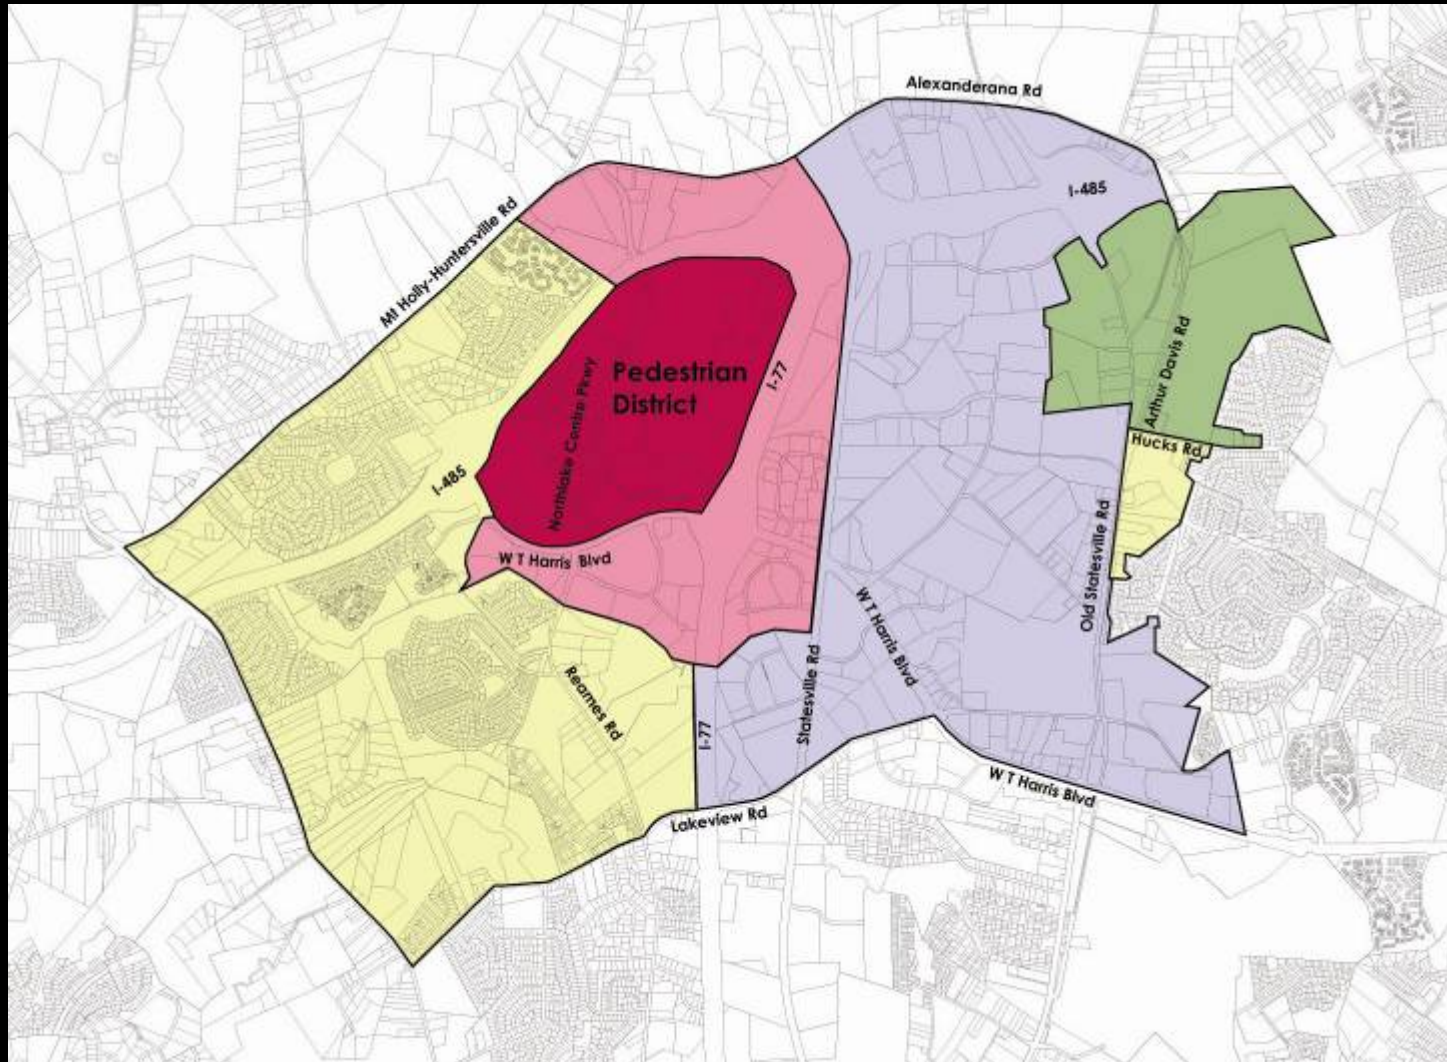 Alexanderana Rd
I-485
Mt Holly-Huntersville Rd
Pedestrian
District
I-77
Northlake Centre Pkwy
Arthur Davis Rd
Hucks Rd
I-485
W T Harris Blvd
Old Statesville Rd
W T Harris Blvd
Reames Rd
Statesville Rd
I-77
W T Harris Blvd
Lakeview Rd